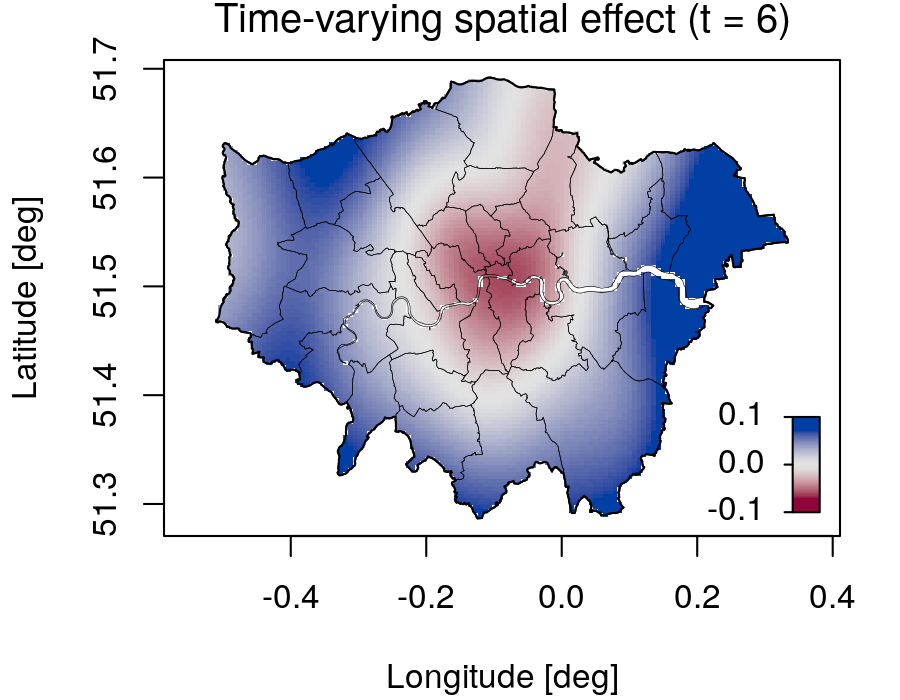 Time-varying spatial effect (t = 6)
51.7
51.6
51.5
51.4
51.3
Latitude [deg]
0.1
0.0
-0.1
-0.4 -0.2 0.0 0.2 0.4
Longitude [deg]